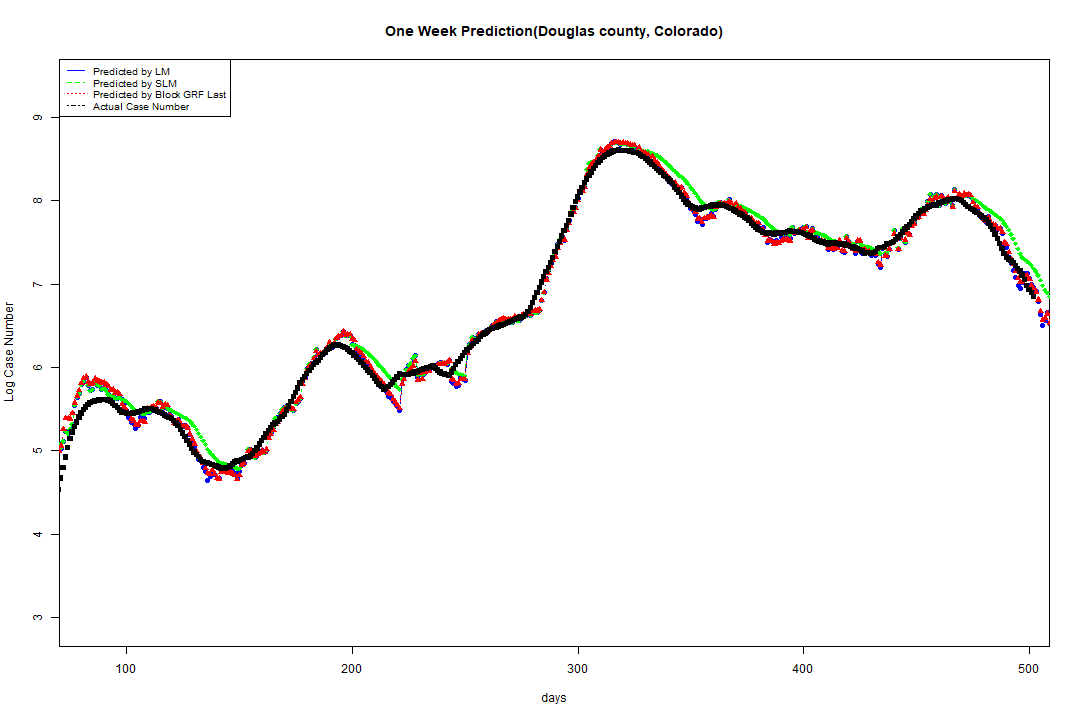 One Week Prediction(Douglas county, Colorado)
Predicted by LM
Predicted by SLM
Predicted by Block GRF Last
Actual Case Number
Log Case Number
9
8
7
6
5
4
3
100 200 300 400 500
days